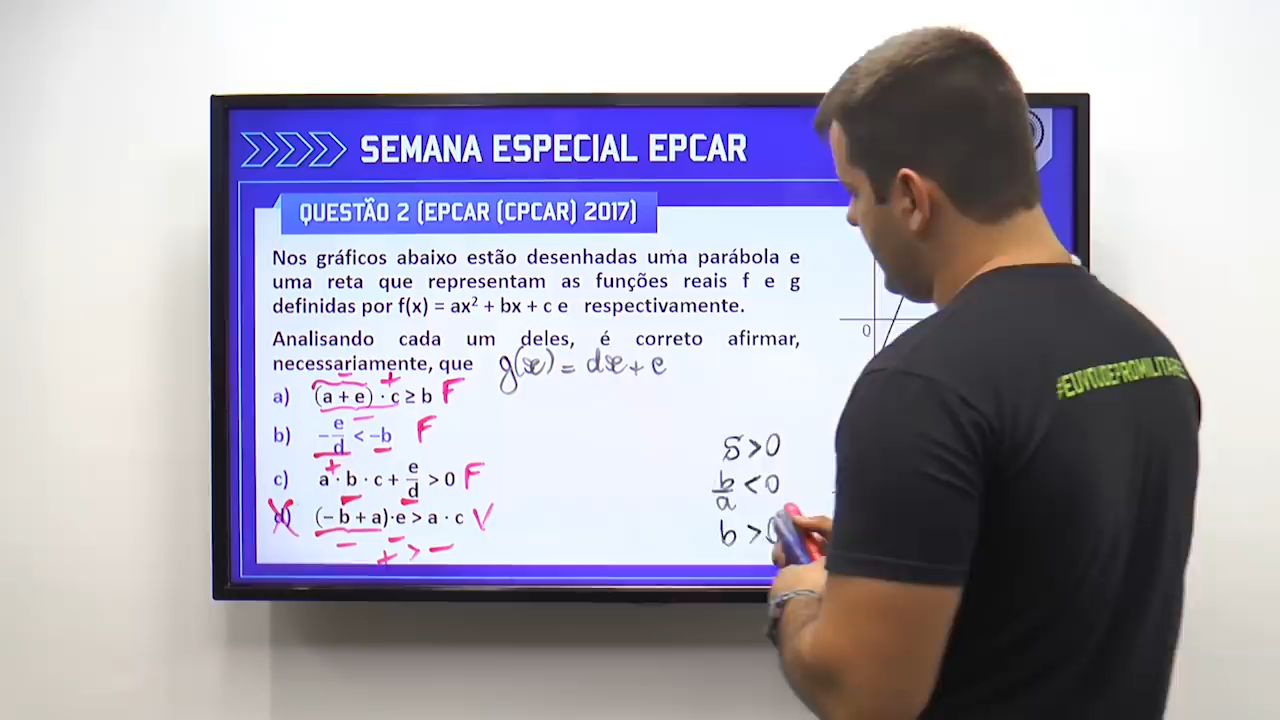 SEMANA ESPECIAL EPCAR
QUESTÃO 2 (EPCAR (CPCAR) 2017)
Nos gráficos abaixo estão desenhadas uma parábola e
uma reta que representam as funções reais f e g
definidas por f(x) = ax² + bx + c e respectivamente.
Analisando cada um deles, é correto afirmar,
necessariamente, que g(x) = dx + e
a) (a + e) · c ≥ b F
b) -e/d < -b F
c) a · b · c + e/d > 0 F
d) (-b + a) · e > a · c V
- + - - + - - - - + > -
S > 0
b/a < 0
b > 0
0
#EUVOUDEPROMILITARES